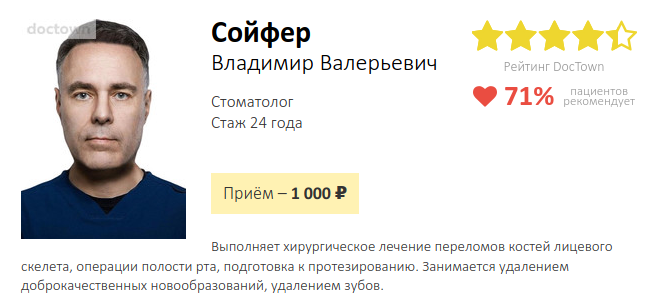 doctown
Сойфер
Владимир Валерьевич
Стоматолог
Стаж 24 года
Приём – 1 000 ₽
Рейтинг DocTown
71% пациентов
рекомендует
Выполняет хирургическое лечение переломов костей лицевого
скелета, операции полости рта, подготовка к протезированию. Занимается удалением
доброкачественных новообразований, удалением зубов.